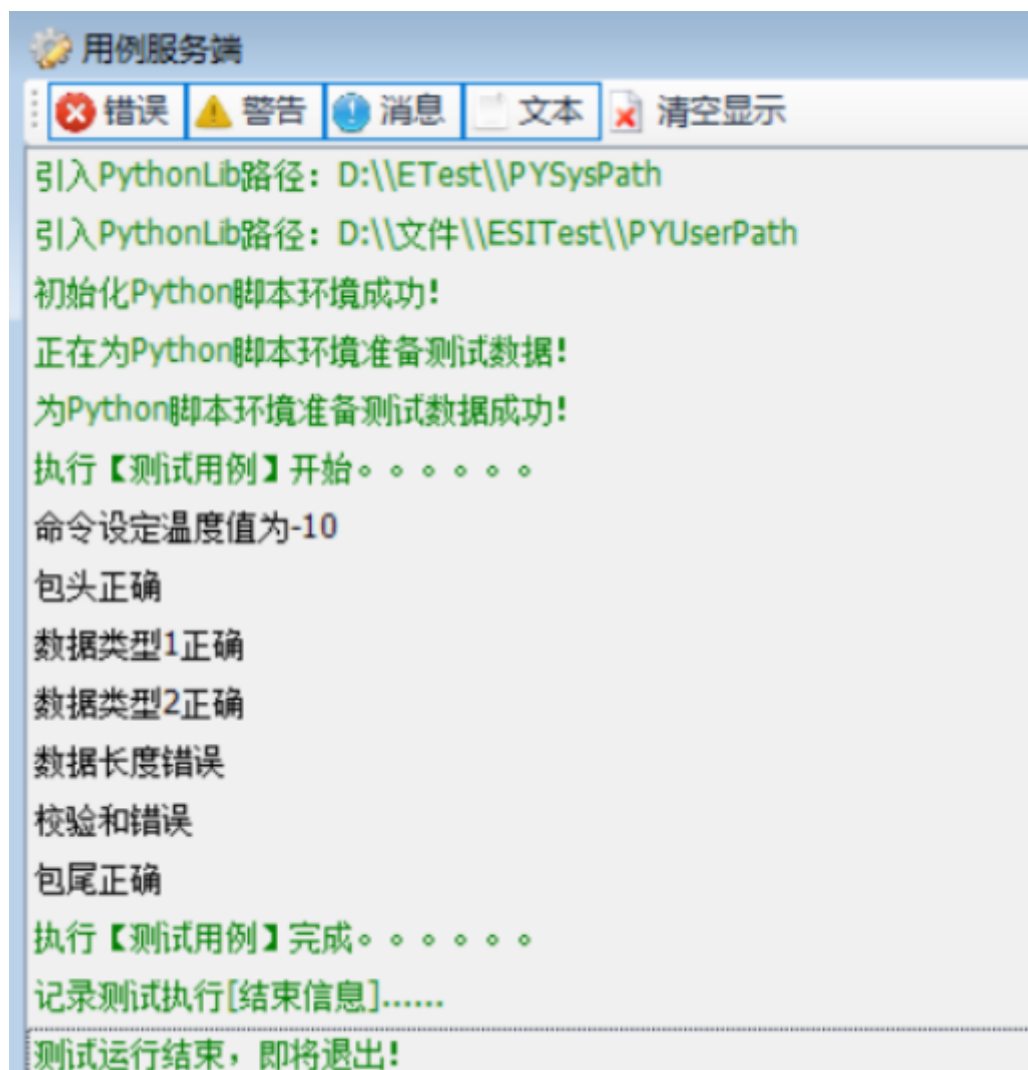 用例服务端
错误 警告 消息 文本 清空显示
引入PythonLib路径：D:\\ETest\\PYSysPath
引入PythonLib路径：D:\\文件\\ESITest\\PYUserPath
初始化Python脚本环境成功！
正在为Python脚本环境准备测试数据！
为Python脚本环境准备测试数据成功！
执行【测试用例】开始。。。。。。
命令设定温度值为-10
包头正确
数据类型1正确
数据类型2正确
数据长度错误
校验和错误
包尾正确
执行【测试用例】完成。。。。。。
记录测试执行[结束信息]......
测试运行结束，即将退出！